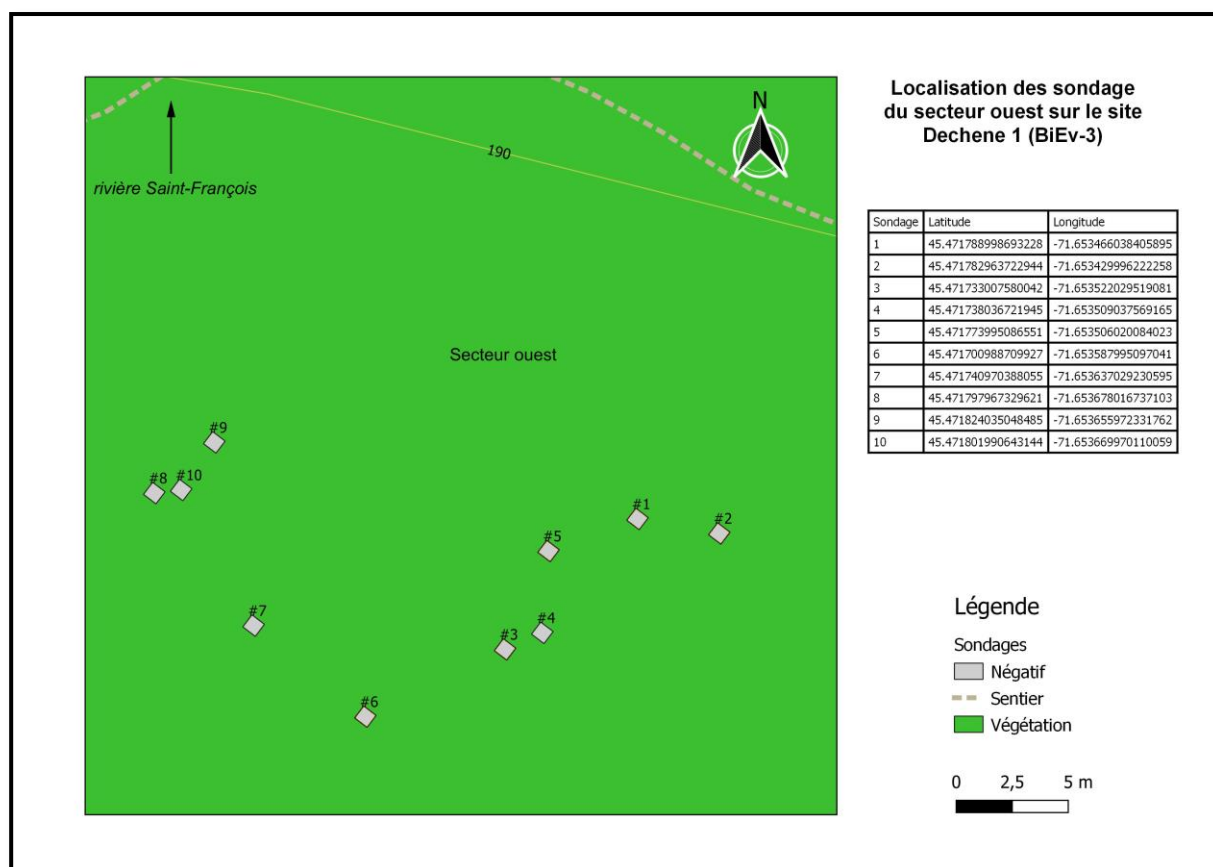 Localisation des sondage
du secteur ouest sur le site
Dechene 1 (BiEv-3)
N
190
rivière Saint-François
Secteur ouest
#9
#8
#10
#1
#2
#5
#7
#4
#3
#6
Sondage Latitude Longitude
1 45.471788998693228 -71.653466038405895
2 45.471782963722944 -71.653429996222258
3 45.471733007580042 -71.653522029519081
4 45.471738036721945 -71.653509037569165
5 45.471773995086551 -71.653506020084023
6 45.471700988709927 -71.653587995097041
7 45.471740970388055 -71.653637029230595
8 45.471797967329621 -71.653678016737103
9 45.471824035048485 -71.653655972331762
10 45.471801990643144 -71.653669970110059
Légende
Sondages
Négatif
Sentier
Végétation
0 2,5 5 m